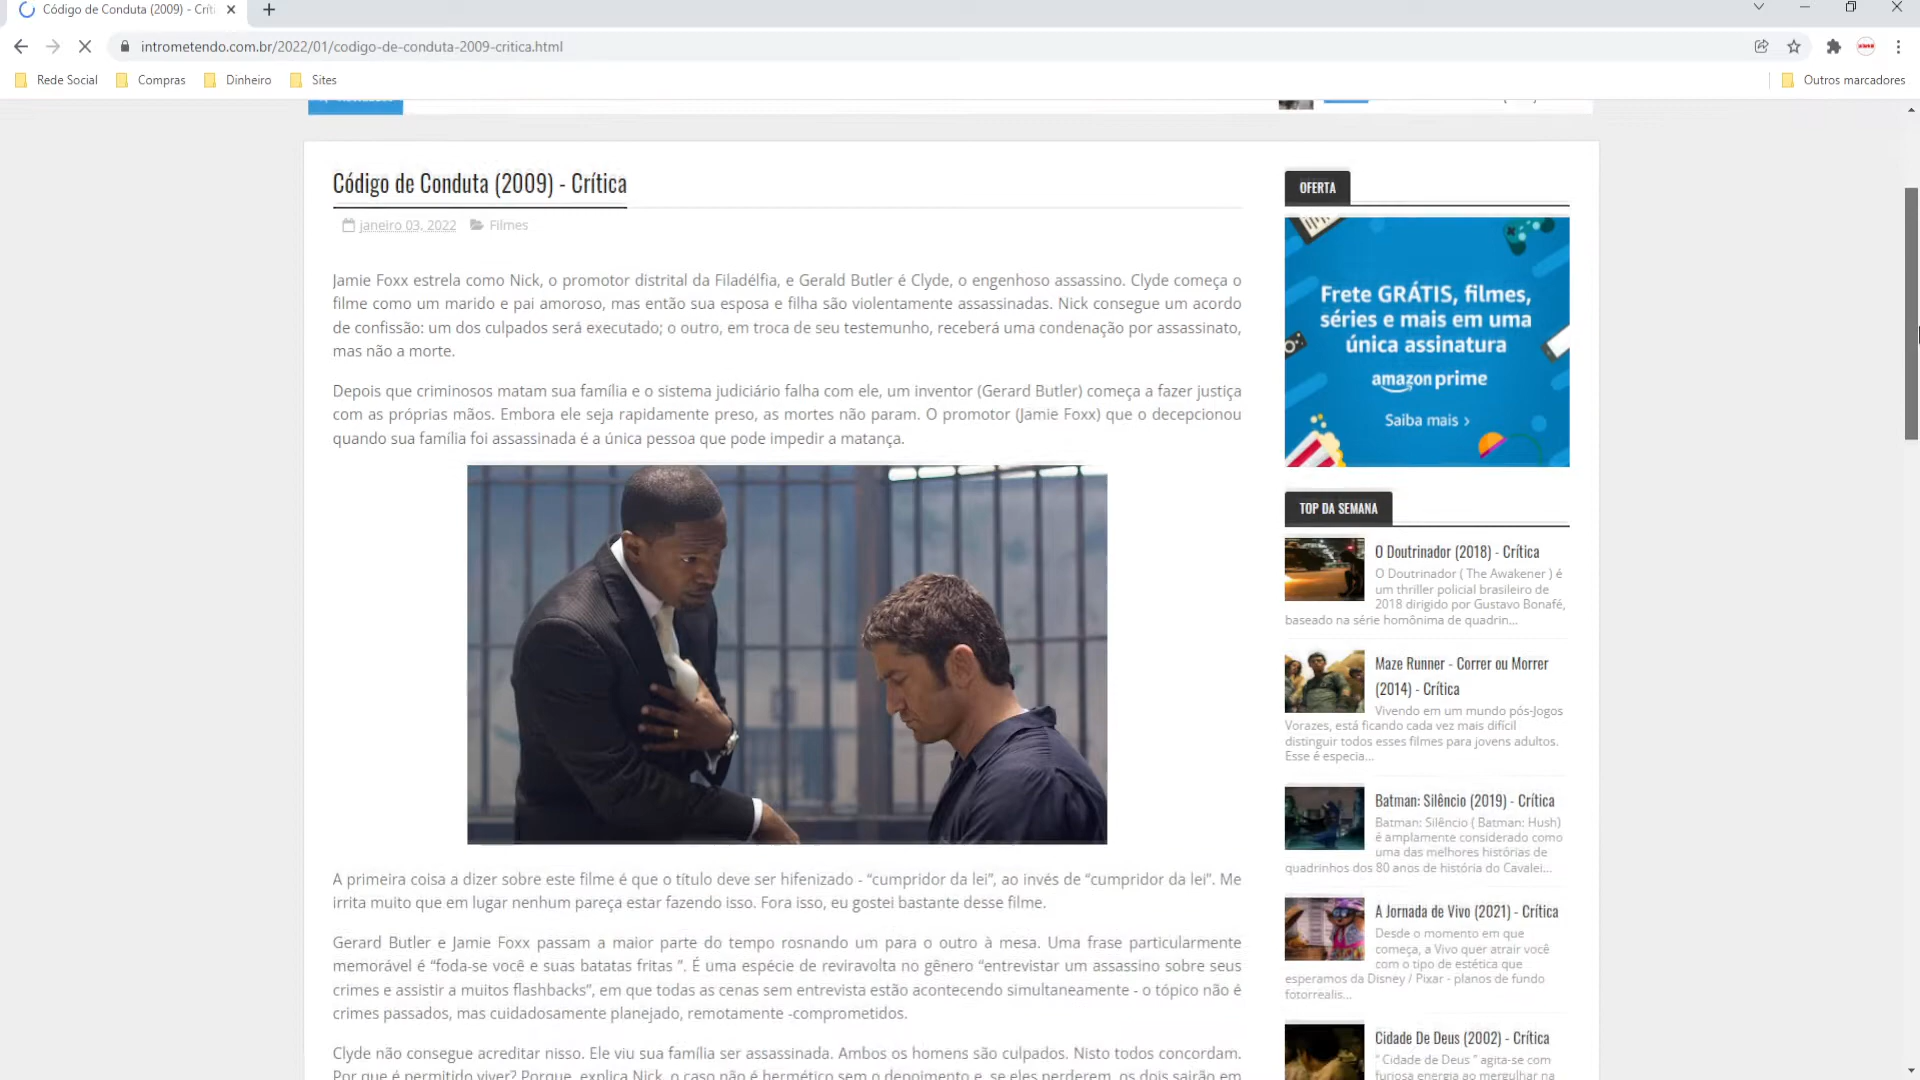 Código de Conduta (2009) - Crít
intrometendo.com.br/2022/01/codigo-de-conduta-2009-critica.html
Rede Social
Compras
Dinheiro
Sites
Outros marcadores
Código de Conduta (2009) - Crítica
janeiro 03, 2022
Filmes
Jamie Foxx estrela como Nick, o promotor distrital da Filadélfia, e Gerald Butler é Clyde, o engenhoso assassino. Clyde começa o
filme como um marido e pai amoroso, mas então sua esposa e filha são violentamente assassinadas. Nick consegue um acordo
de confissão: um dos culpados será executado; o outro, em troca de seu testemunho, receberá uma condenação por assassinato,
mas não a morte.
Depois que criminosos matam sua família e o sistema judiciário falha com ele, um inventor (Gerard Butler) começa a fazer justiça
com as próprias mãos. Embora ele seja rapidamente preso, as mortes não param. O promotor (Jamie Foxx) que o decepcionou
quando sua família foi assassinada é a única pessoa que pode impedir a matança.
A primeira coisa a dizer sobre este filme é que o título deve ser hifenizado - “cumpridor da lei”, ao invés de “cumpridor da lei”. Me
irrita muito que em lugar nenhum pareça estar fazendo isso. Fora isso, eu gostei bastante desse filme.
Gerard Butler e Jamie Foxx passam a maior parte do tempo rosnando um para o outro à mesa. Uma frase particularmente
memorável é “foda-se você e suas batatas fritas ”. É uma espécie de reviravolta no gênero “entrevistar um assassino sobre seus
crimes e assistir a muitos flashbacks”, em que todas as cenas sem entrevista estão acontecendo simultaneamente - o tópico não é
crimes passados, mas cuidadosamente planejado, remotamente -comprometidos.
Clyde não consegue acreditar nisso. Ele viu sua família ser assassinada. Ambos os homens são culpados. Nisto todos concordam.
Por que é permitido viver? Porque, explica Nick, o caso não é hermético sem o depoimento e, se eles perderem, os dois sairão em
OFERTA
Frete GRÁTIS, filmes,
séries e mais em uma
única assinatura
amazon prime
Saiba mais >
TOP DA SEMANA
O Doutrinador (2018) - Crítica
O Doutrinador ( The Awakener ) é
um thriller policial brasileiro de
2018 dirigido por Gustavo Bonafé,
baseado na série homônima de quadrin...
Maze Runner - Correr ou Morrer
(2014) - Crítica
Vivendo em um mundo pós-Jogos
Vorazes, está ficando cada vez mais difícil
distinguir todos esses filmes para jovens adultos.
Esse é especia...
Batman: Silêncio (2019) - Crítica
Batman: Silêncio ( Batman: Hush)
é amplamente considerado como
uma das melhores histórias de
quadrinhos dos 80 anos de história do Cavalei...
A Jornada de Vivo (2021) - Crítica
Desde o momento em que
começa, a Vivo quer atrair você
com o tipo de estética que
esperamos da Disney / Pixar - planos de fundo
fotorrealis...
Cidade De Deus (2002) - Crítica
“ Cidade de Deus ” agita-se com
furiosa energia ao mergulhar na